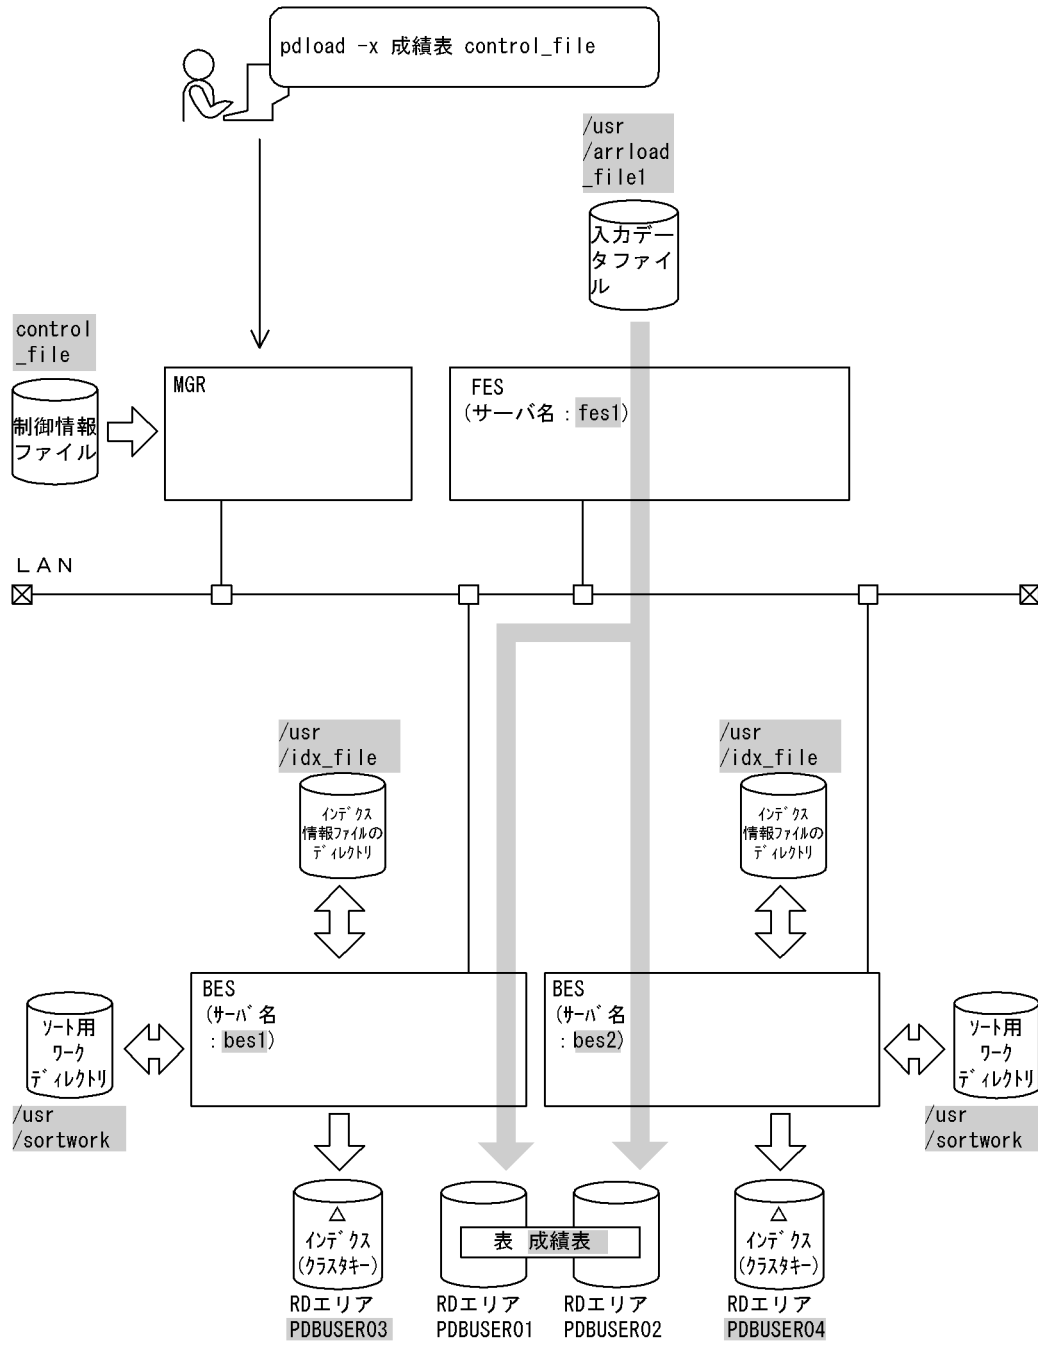 pdload -x 成績表 control_file
/usr
/arrload
_file1
入力デー
タファイ
ル
control
_file
制御情報
ファイル
MGR
FES
(サーバ名：fes1)
ＬＡＮ
/usr
/idx_file
ｲﾝﾃﾞｸｽ
情報ﾌｧｲﾙの
ﾃﾞｨﾚｸﾄﾘ
/usr
/idx_file
ｲﾝﾃﾞｸｽ
情報ﾌｧｲﾙの
ﾃﾞｨﾚｸﾄﾘ
BES
(ｻｰﾊﾞ名
：bes1)
BES
(ｻｰﾊﾞ名
：bes2)
ｿｰﾄ用
ﾜｰｸ
ﾃﾞｨﾚｸﾄﾘ
/usr
/sortwork
ｿｰﾄ用
ﾜｰｸ
ﾃﾞｨﾚｸﾄﾘ
/usr
/sortwork
ｲﾝﾃﾞｸｽ
(ｸﾗｽﾀｷｰ)
表 成績表
ｲﾝﾃﾞｸｽ
(ｸﾗｽﾀｷｰ)
RDエリア
PDBUSER03
RDエリア
PDBUSER01
RDエリア
PDBUSER02
RDエリア
PDBUSER04